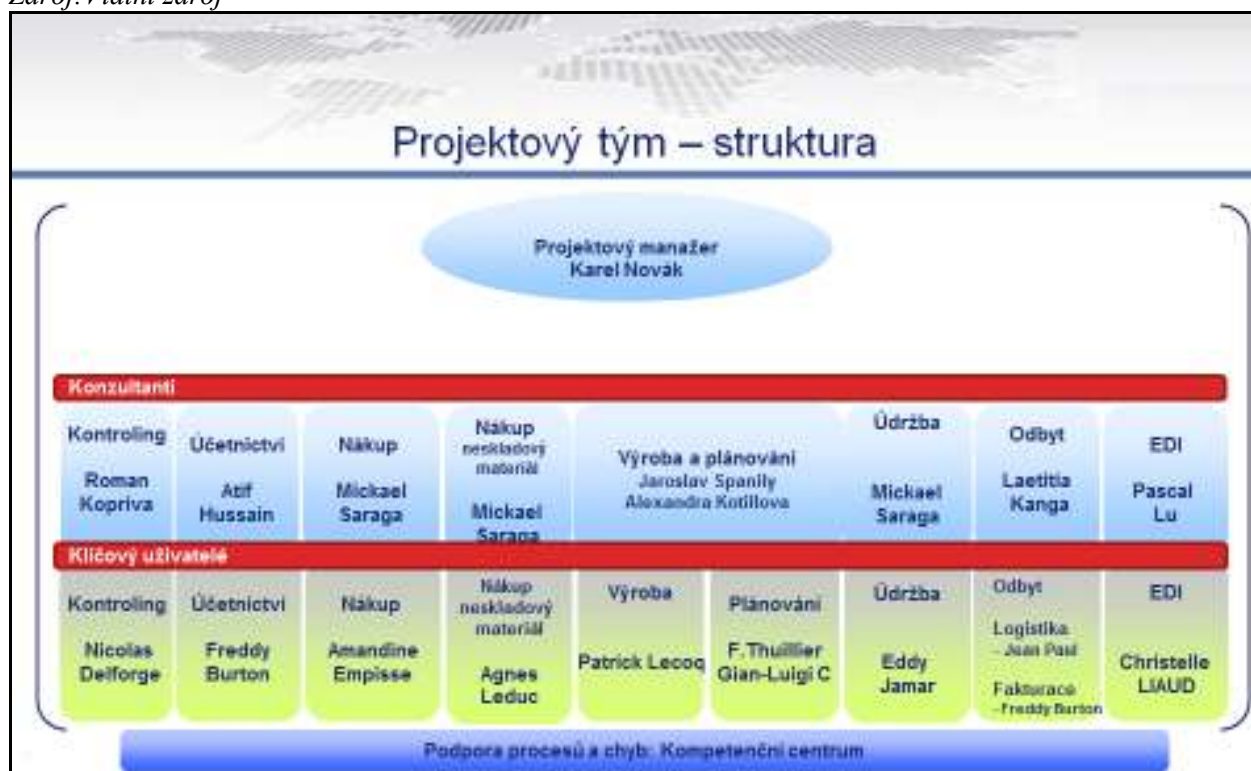 Projektový tým – struktura
Projektový manažer
Karel Novák
Konzultanti
Kontroling
Roman
Kopriva
Účetnictví
Atif
Hussain
Nákup
Mickael
Saraga
Nákup
neskladový
materiál
Mickael
Saraga
Výroba a plánování
Jaroslav Spanily
Alexandra Kotillova
Údržba
Mickael
Saraga
Odbyt
Laetitia
Kanga
EDI
Pascal
Lu
Klíčový uživatelé
Kontroling
Nicolas
Delforge
Účetnictví
Freddy
Burton
Nákup
Amandine
Empisse
Nákup
neskladový
materiál
Agnes
Leduc
Výroba
Patrick Lecoq
Plánování
F.Thuillier
Gian-Luigi C
Údržba
Eddy
Jamar
Odbyt
Logistika
- Jean Paul
Fakturace
-Freddy Burton
EDI
Christelle
LIAUD
Podpora procesů a chyb: Kompetenční centrum